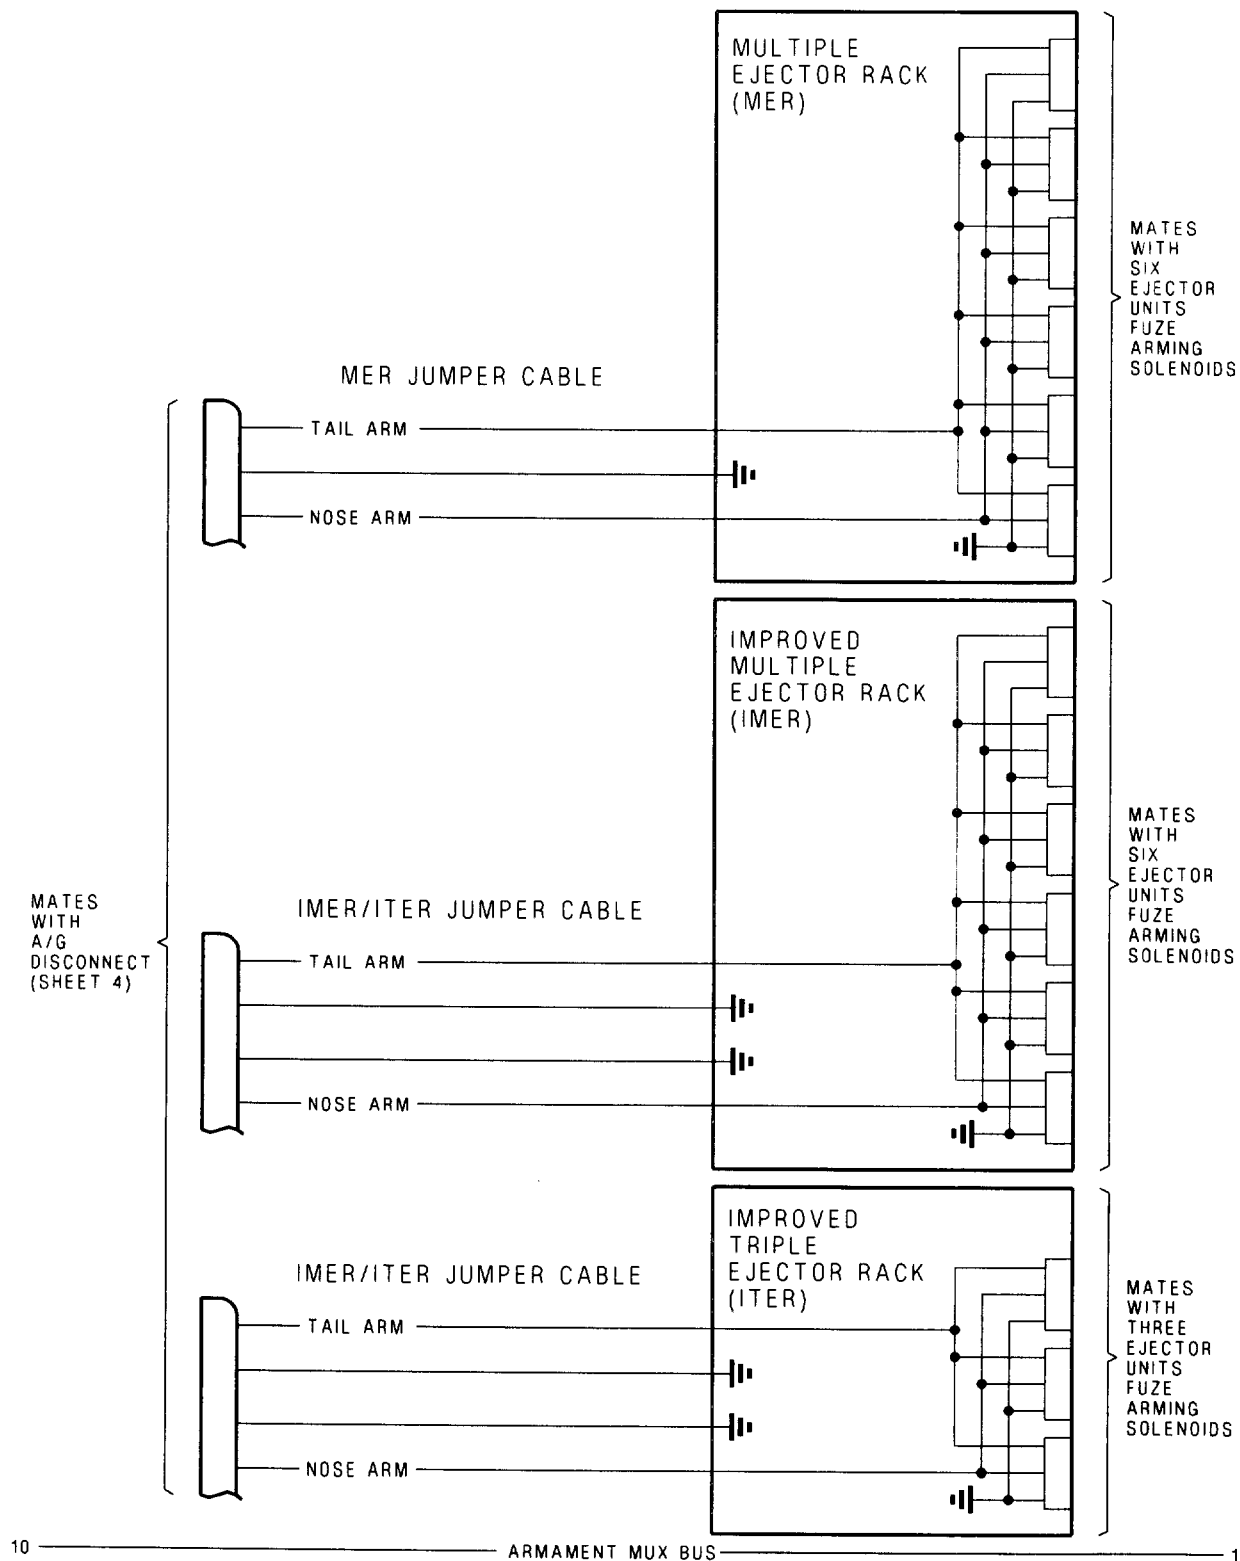 MULTIPLE
EJECTOR RACK
(MER)
MATES
WITH
SIX
EJECTOR
UNITS
FUZE
ARMING
SOLENOIDS
MER JUMPER CABLE
TAIL ARM
NOSE ARM
IMPROVED
MULTIPLE
EJECTOR RACK
(IMER)
MATES
WITH
SIX
EJECTOR
UNITS
FUZE
ARMING
SOLENOIDS
MATES
WITH
A/G
DISCONNECT
(SHEET 4)
IMER/ITER JUMPER CABLE
TAIL ARM
NOSE ARM
IMPROVED
TRIPLE
EJECTOR RACK
(ITER)
MATES
WITH
THREE
EJECTOR
UNITS
FUZE
ARMING
SOLENOIDS
IMER/ITER JUMPER CABLE
TAIL ARM
NOSE ARM
10 ARMAMENT MUX BUS